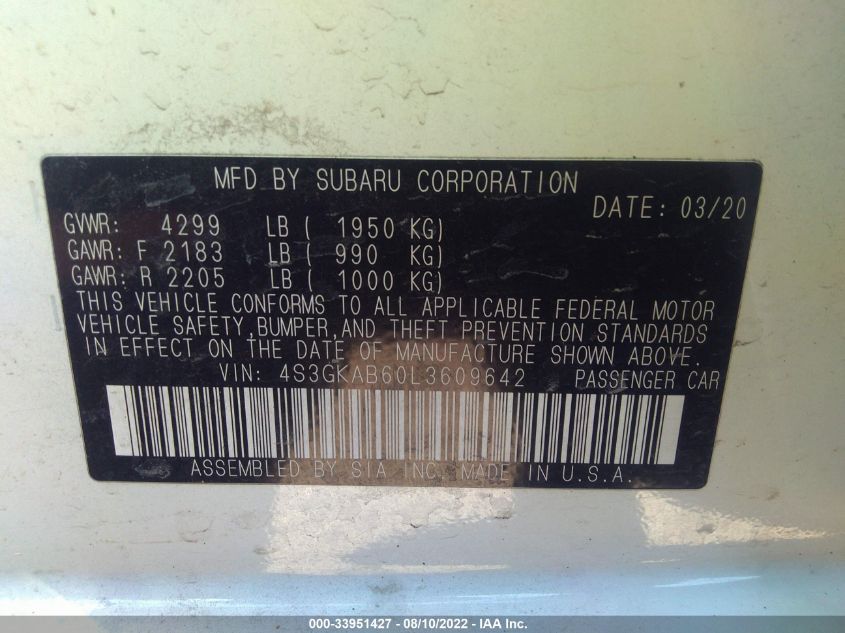 MFD BY SUBARU CORPORATION
DATE: 03/20
GVWR: 4299 LB ( 1950 KG)
GAWR: F 2183 LB ( 990 KG)
GAWR: R 2205 LB ( 1000 KG)
THIS VEHICLE CONFORMS TO ALL APPLICABLE FEDERAL MOTOR
VEHICLE SAFETY,BUMPER,AND THEFT PREVENTION STANDARDS
IN EFFECT ON THE DATE OF MANUFACTURE SHOWN ABOVE.
VIN: 4S3GKAB60L3609642 PASSENGER CAR
ASSEMBLED BY SIA INC. MADE IN U.S.A.
000-33951427 - 08/10/2022 - IAA Inc.